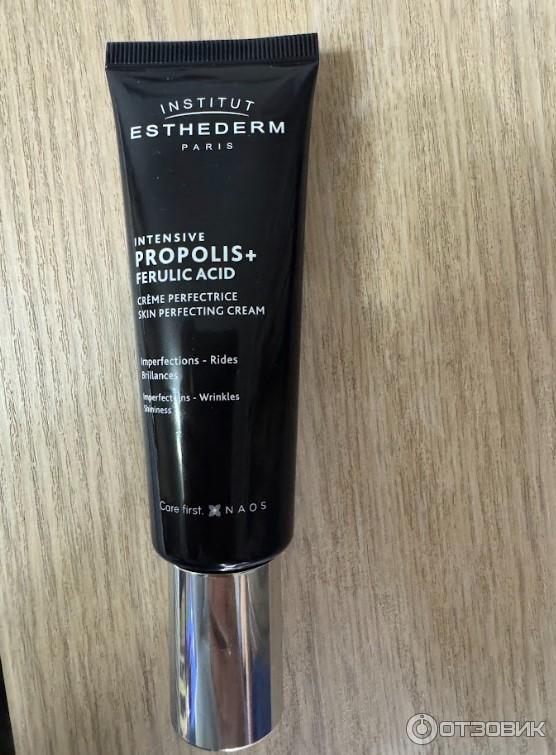 INSTITUT
ESTHEDERM
PARIS
INTENSIVE
PROPOLIS+
FERULIC ACID
CRÈME PERFECTRICE
SKIN PERFECTING CREAM
Imperfections - Rides
Brillances
Imperfections - Wrinkles
Shininess
Care first. NAOS
ОТЗОВИК